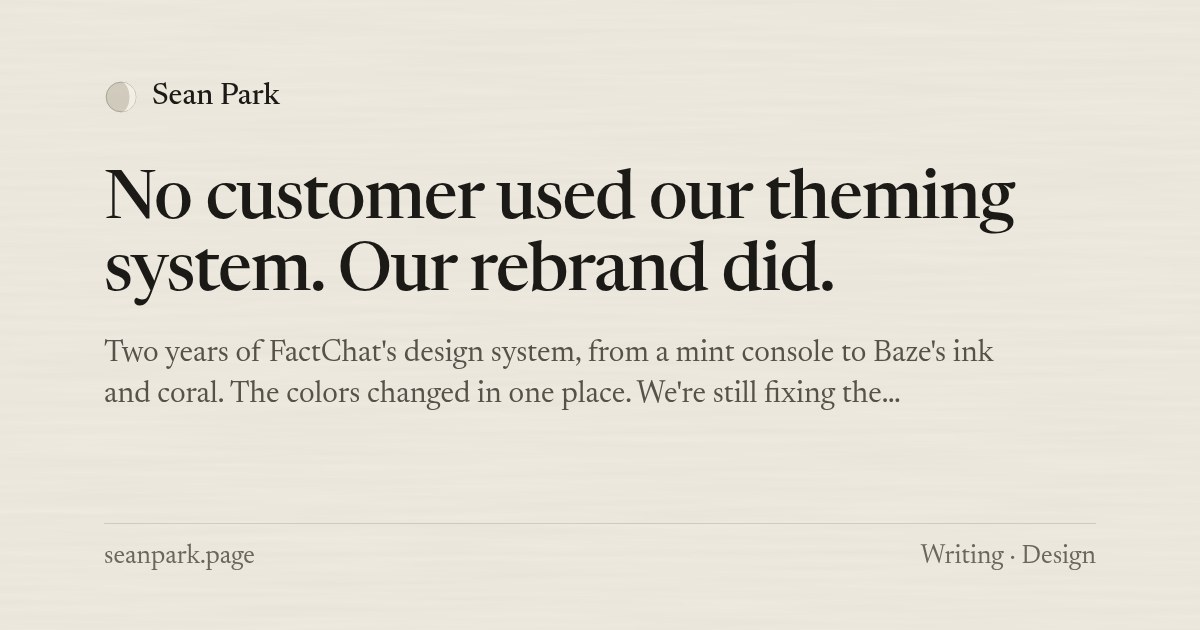 Sean Park
No customer used our theming
system. Our rebrand did.
Two years of FactChat's design system, from a mint console to Baze's ink
and coral. The colors changed in one place. We're still fixing the...
seanpark.page
Writing · Design